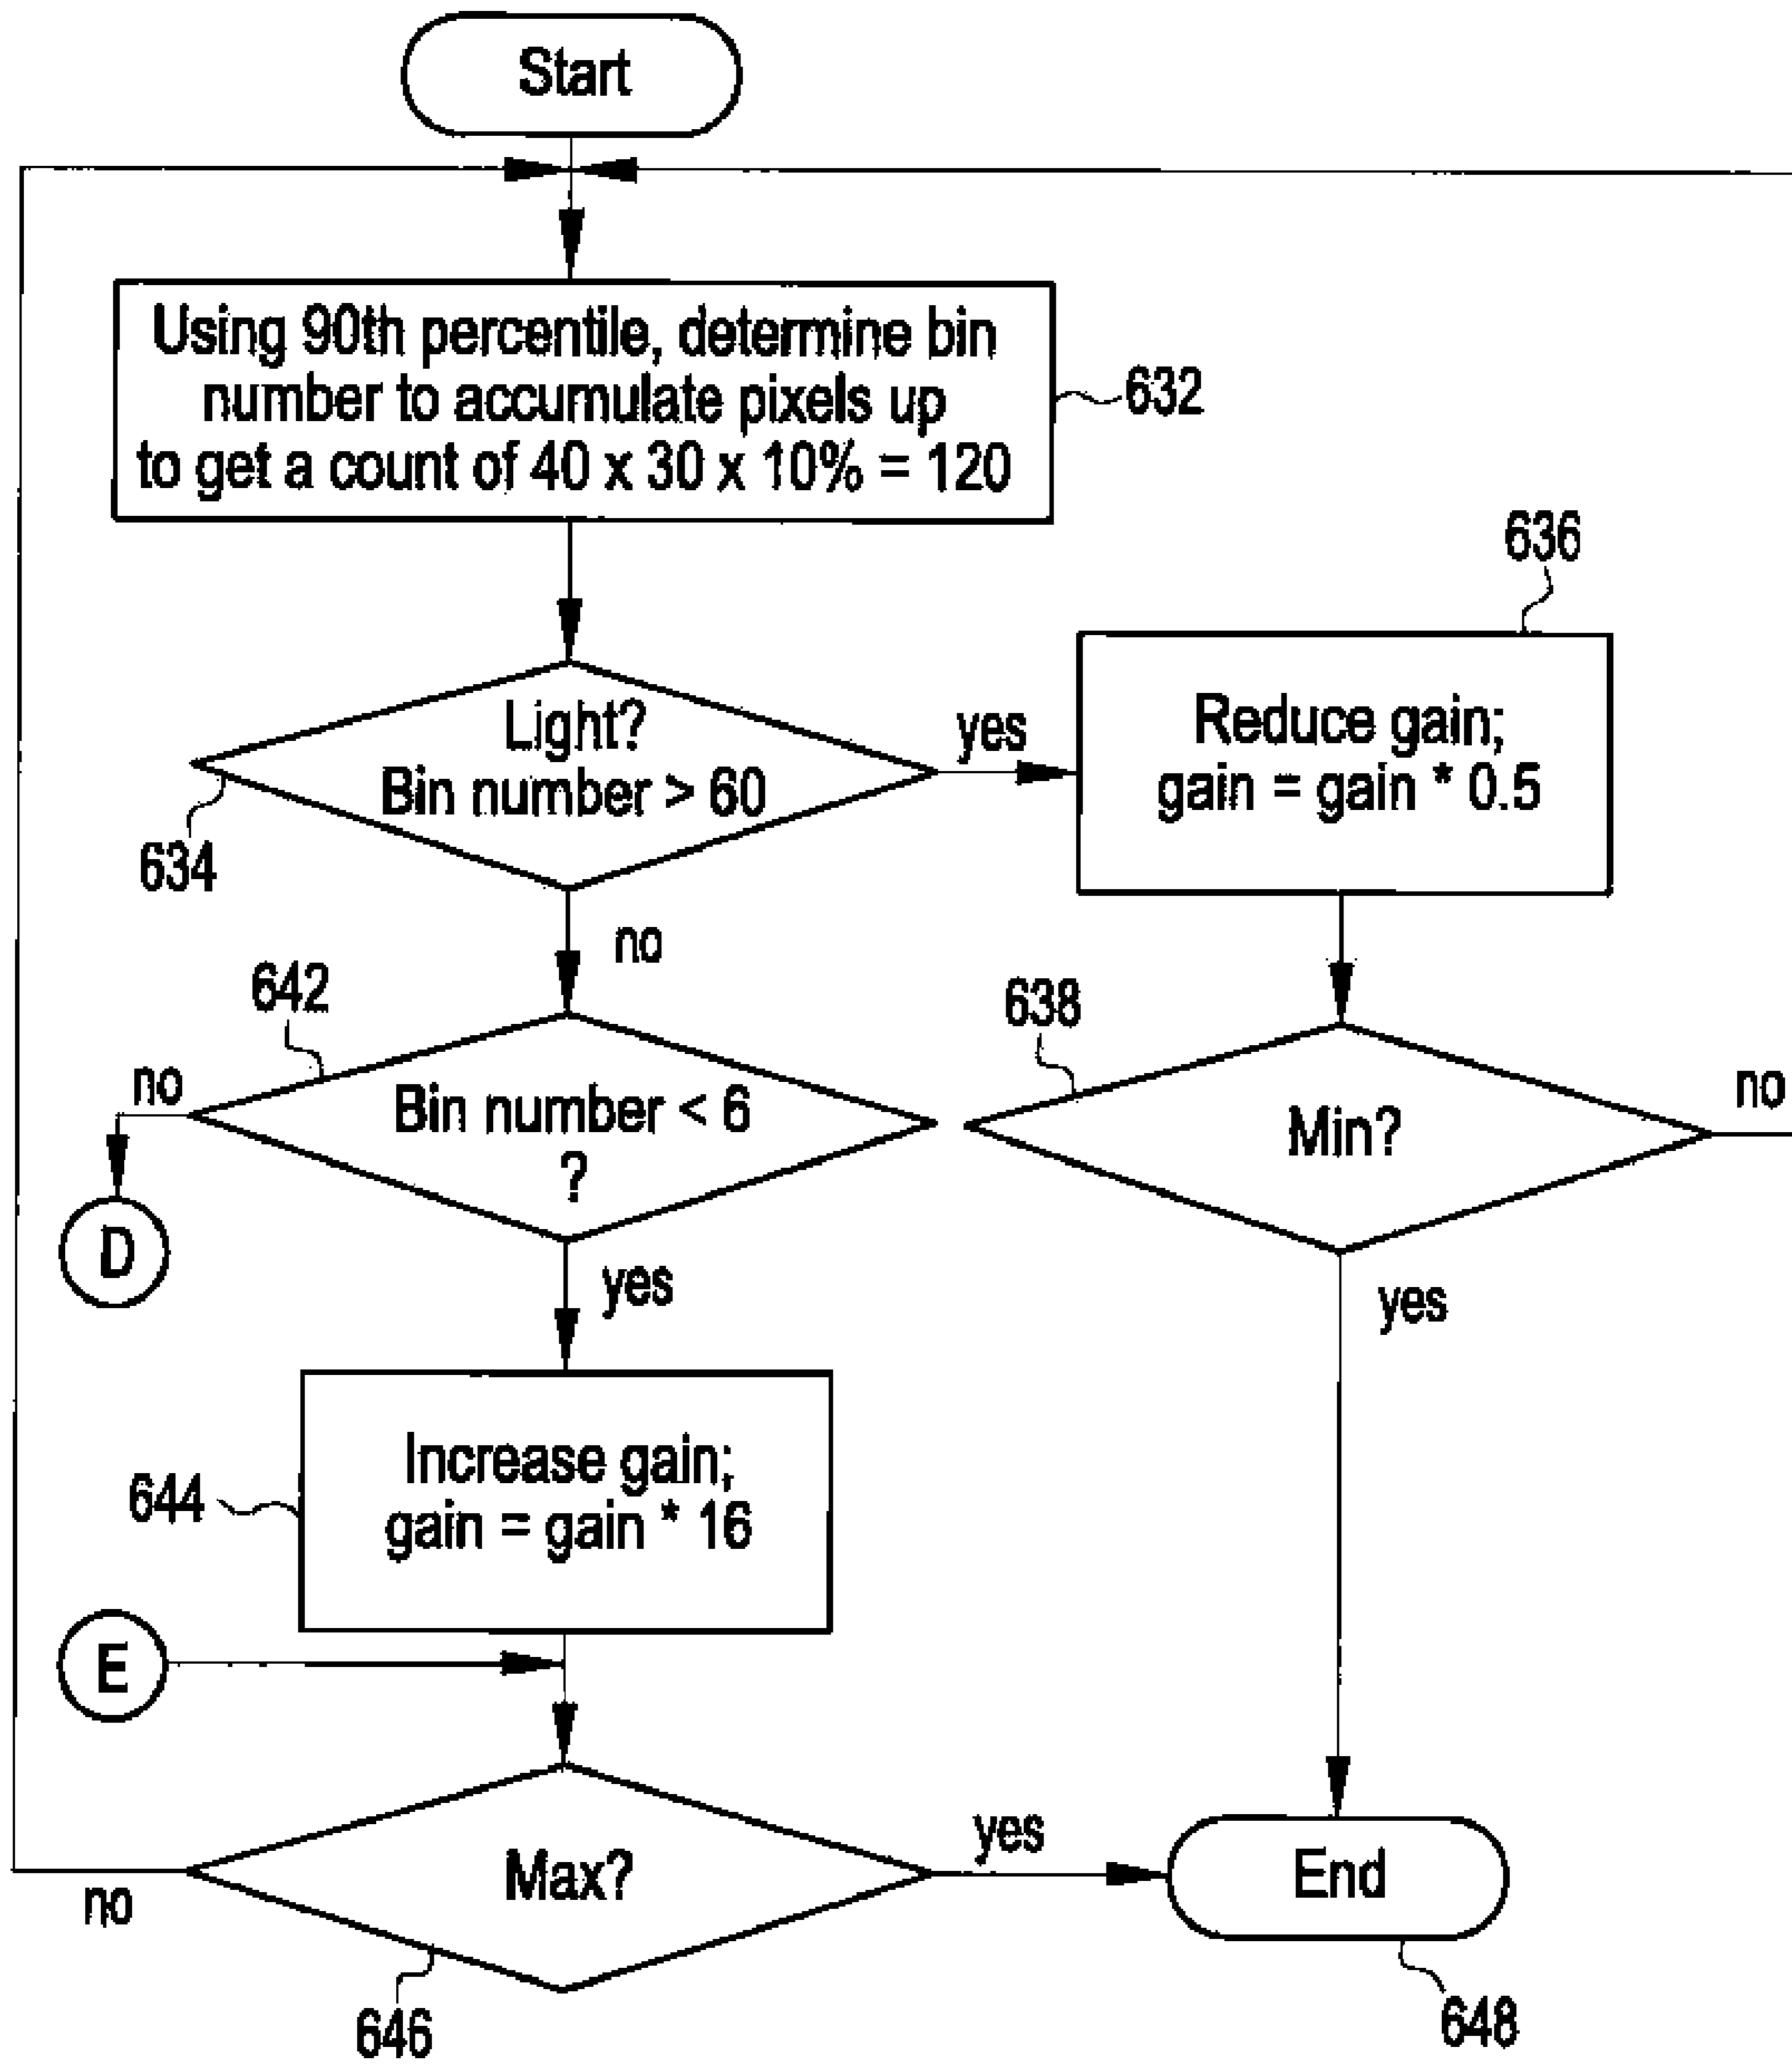 Start
Using 90th percentile, determine bin
number to accumulate pixels up
to get a count of 40 x 30 x 10% = 120
632
636
Light?
Bin number > 60
yes
Reduce gain;
gain = gain * 0.5
634
no
642
638
no
Bin number < 6
?
Min?
no
D
yes
yes
Increase gain;
gain = gain * 16
644
E
Max?
yes
End
no
646
648